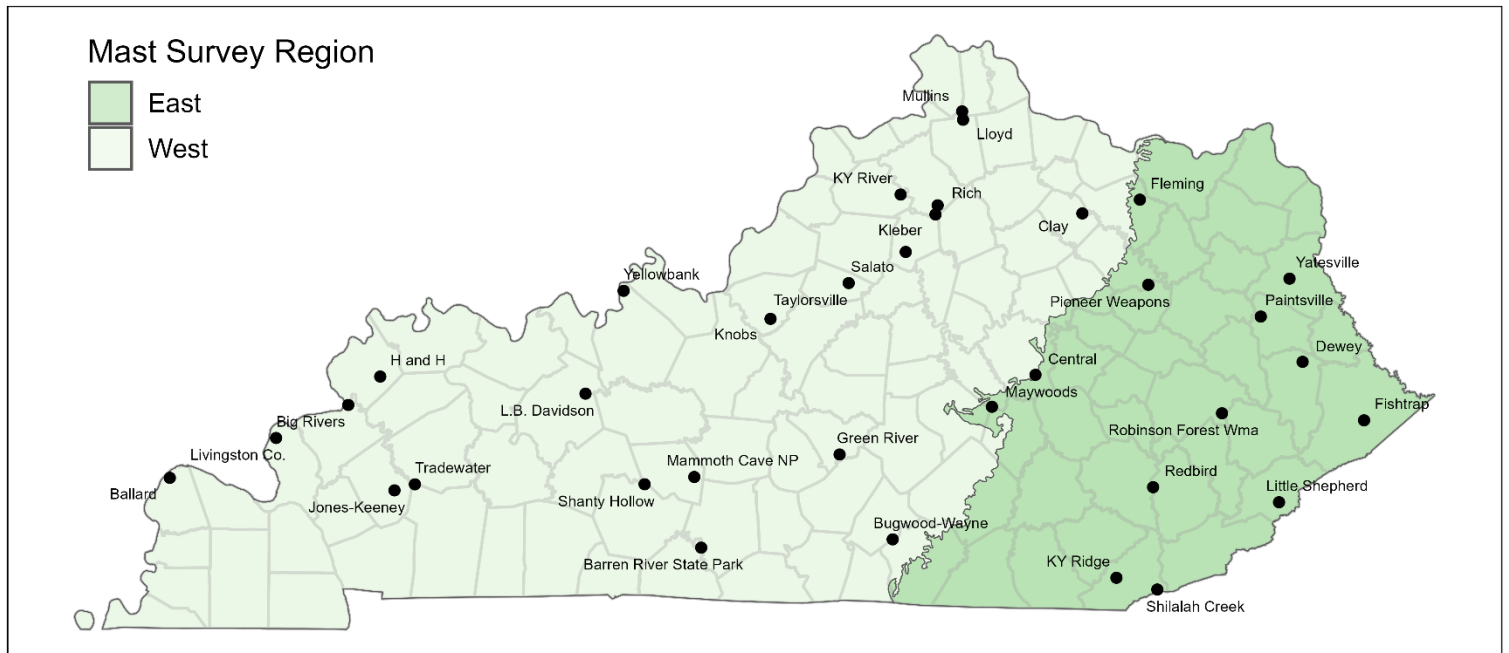 Mast Survey Region
East
West
Mullins
Lloyd
KY River
Rich
Fleming
Kleber
Clay
Salato
Yellowbank
Yatesville
Taylorsville
Pioneer Weapons
Paintsville
Knobs
Dewey
H and H
Central
Maywoods
Fishtrap
L.B. Davidson
Big Rivers
Robinson Forest Wma
Green River
Livingston Co.
Mammoth Cave NP
Tradewater
Redbird
Ballard
Jones-Keeney
Shanty Hollow
Little Shepherd
Bugwood-Wayne
Barren River State Park
KY Ridge
Shilalah Creek